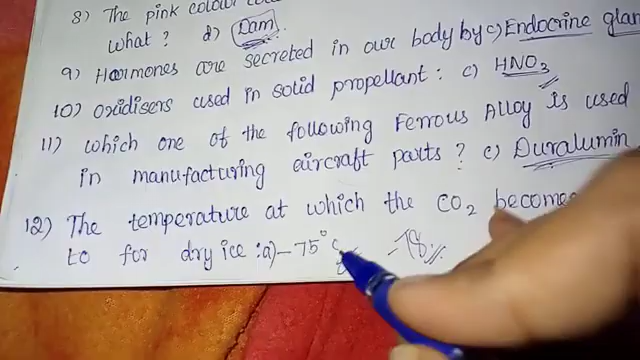 8) The pink colour
what? d) Dam
9) Hormones are secreted in our body by c) Endocrine glan
10) Oxidisers used in solid propellant: c) HNO3
11) which one of the following Ferrous Alloy is used
in manufacturing aircraft parts? c) Duralumin
12) The temperature at which the CO2 become
to for dry ice: a) -75°c -78